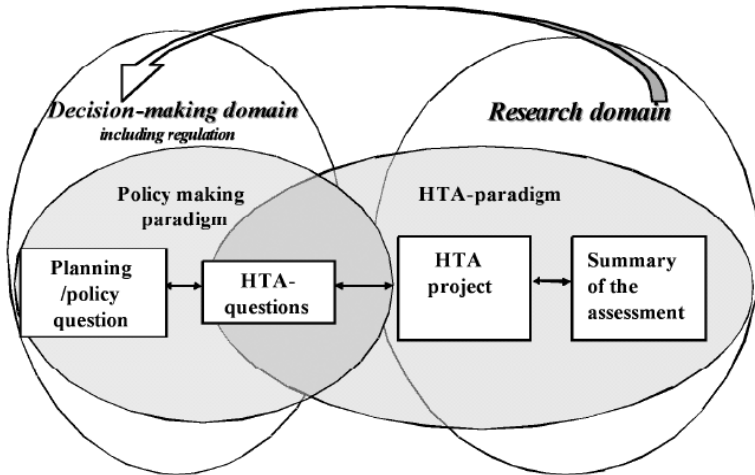 Decision-making domain
including regulation
Research domain
Policy making
paradigm
HTA-paradigm
Planning
/policy
question
HTA-
questions
HTA
project
Summary
of the
assessment